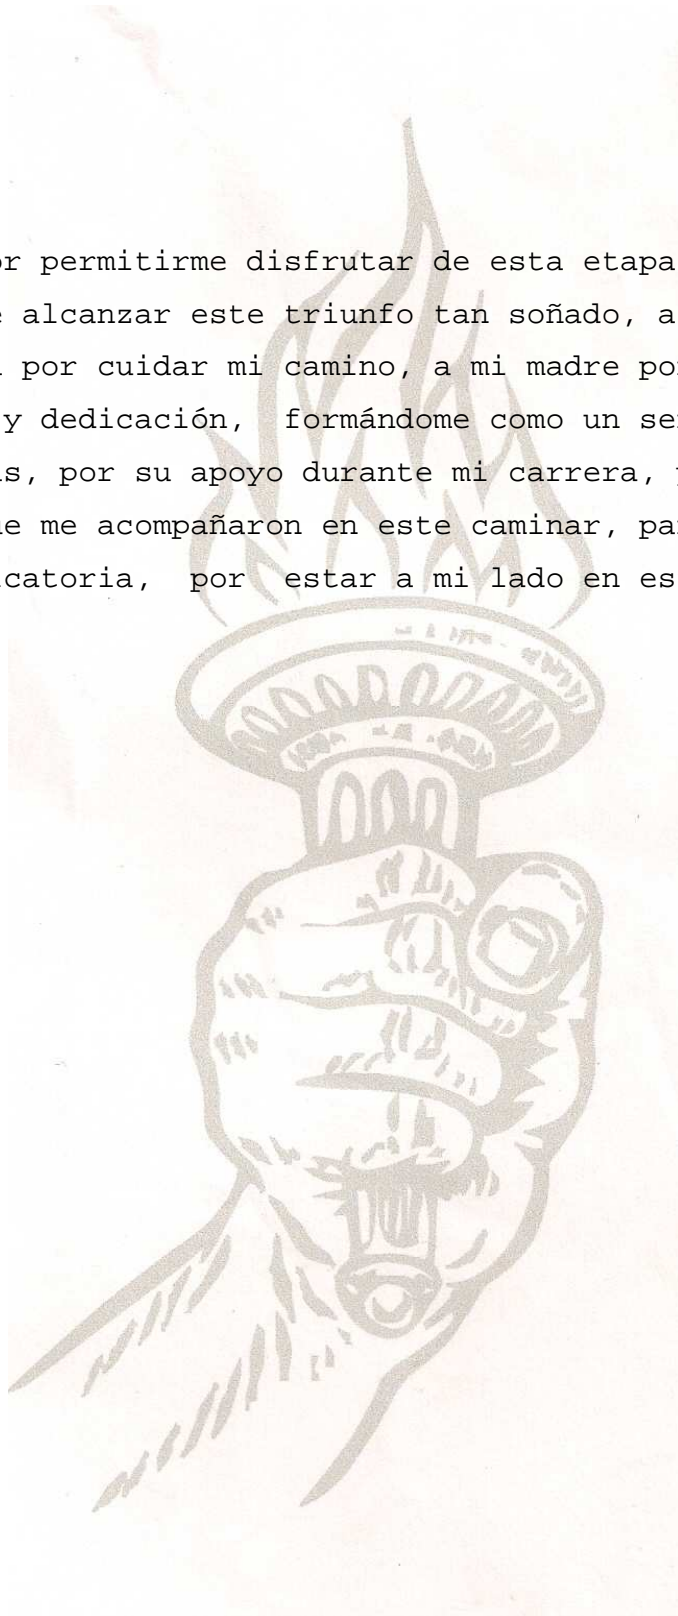 or permitirme disfrutar de esta etapa
alcanzar este triunfo tan soñado, a
por cuidar mi camino, a mi madre por
y dedicación, formándome como un ser
s, por su apoyo durante mi carrera,
ue me acompañaron en este caminar, par
catoria, por estar a mi lado en es